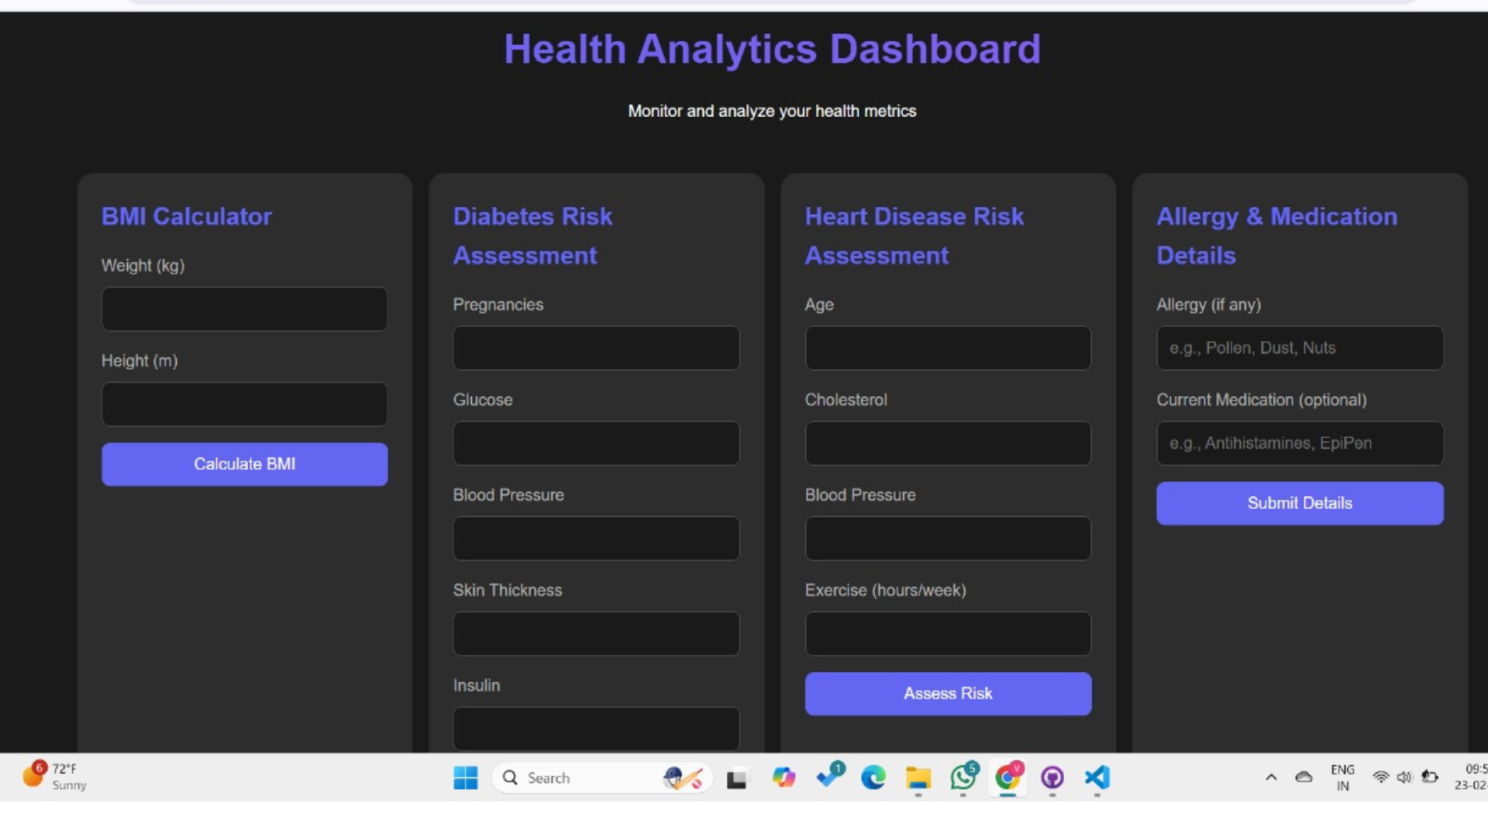 Health Analytics Dashboard
Monitor and analyze your health metrics
BMI Calculator
Weight (kg)
Height (m)
Calculate BMI
Diabetes Risk
Assessment
Pregnancies
Glucose
Blood Pressure
Skin Thickness
Insulin
Heart Disease Risk
Assessment
Age
Cholesterol
Blood Pressure
Exercise (hours/week)
Assess Risk
Allergy & Medication
Details
Allergy (if any)
e.g., Pollen, Dust, Nuts
Current Medication (optional)
e.g., Antihistamines, EpiPen
Submit Details
6
72°F
Sunny
Search
1
5
V
ENG
IN
09:5
23-02